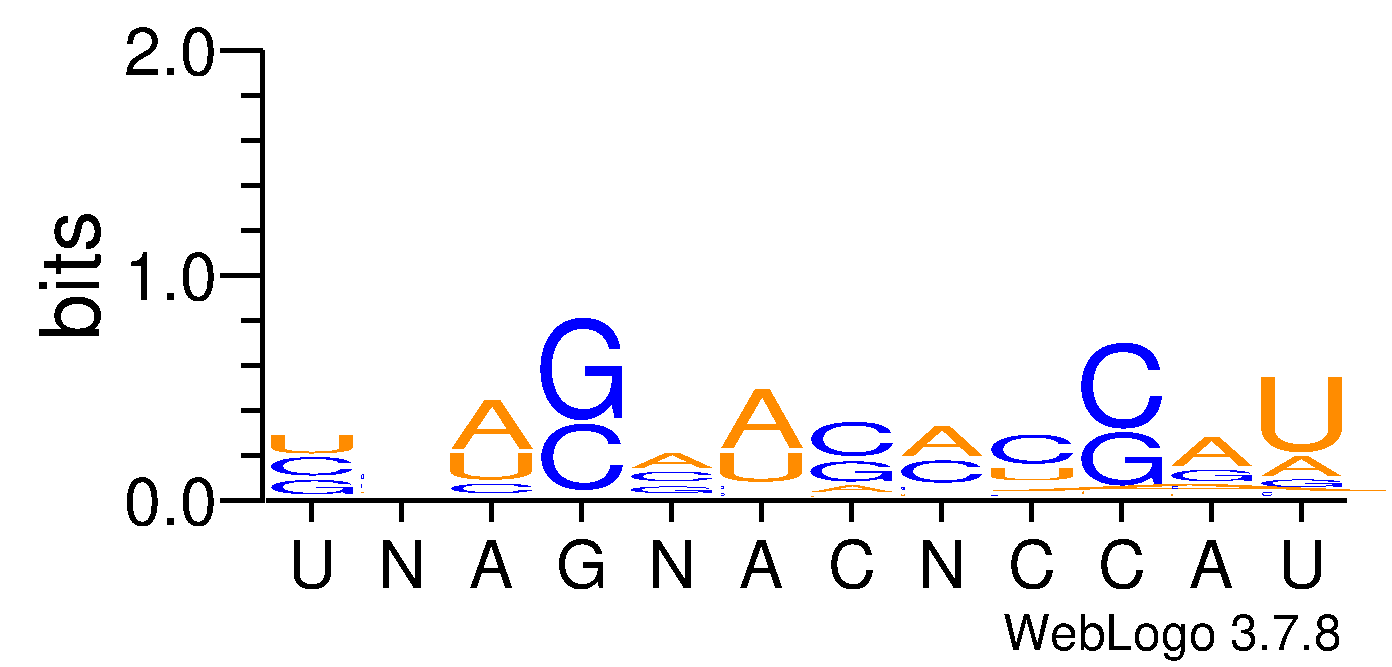 2.0
bits
1.0
0.0
U C G
A U C
G C
A C G
A U
C G A
A C
C U
C G
A G
U A G
U N A G N A C N C C A U
WebLogo 3.7.8